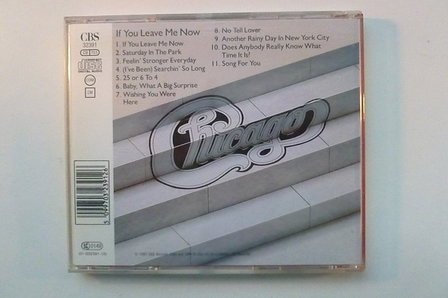 CBS
32391
If You Leave Me Now
1. If You Leave Me Now
2. Saturday In The Park
3. Feelin' Stronger Everyday
4. (I've Been) Searchin' So Long
5. 25 or 6 To 4
6. Baby, What A Big Surprise
7. Wishing You Were
Here
8. No Tell Lover
9. Another Rainy Day In New York City
10. Does Anybody Really Know What
Time It Is?
11. Song For You
Chicago